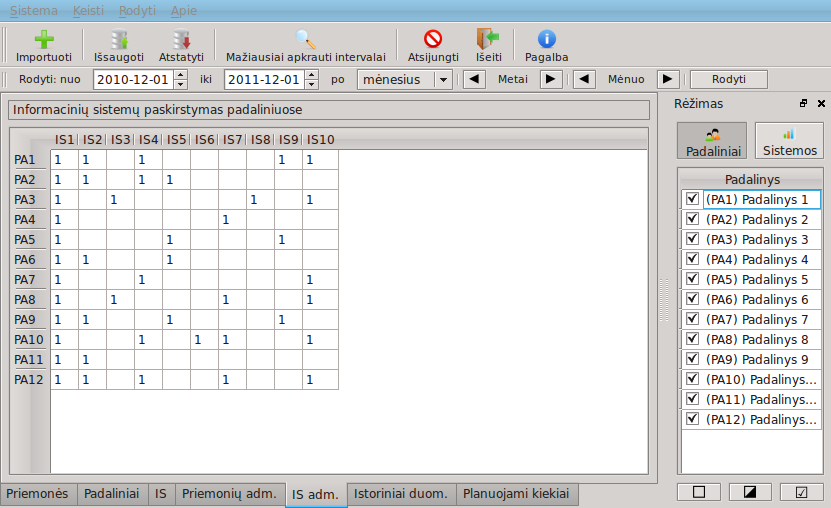 Sistema Keisti Rodyti Apie
Importuoti Išsaugoti Atstatyti Mažiausiai apkrauti intervalai Atsijungti Išeiti Pagalba
Rodyti: nuo 2010-12-01 iki 2011-12-01 po mėnesius Metai Mėnuo Rodyti
Informacinių sistemų paskirstymas padaliniuose
IS1 IS2 IS3 IS4 IS5 IS6 IS7 IS8 IS9 IS10
PA1 1 1 1 1 1
PA2 1 1 1 1
PA3 1 1 1 1
PA4 1 1
PA5 1 1 1
PA6 1 1 1
PA7 1 1 1
PA8 1 1 1 1
PA9 1 1 1 1
PA10 1 1 1 1 1
PA11 1 1
PA12 1 1 1 1 1
Priemonės Padaliniai IS Priemonių adm. IS adm. Istoriniai duom. Planuojami kiekiai
Rėžimas
Padaliniai Sistemos
Padalinys
(PA1) Padalinys 1
(PA2) Padalinys 2
(PA3) Padalinys 3
(PA4) Padalinys 4
(PA5) Padalinys 5
(PA6) Padalinys 6
(PA7) Padalinys 7
(PA8) Padalinys 8
(PA9) Padalinys 9
(PA10) Padalinys...
(PA11) Padalinys...
(PA12) Padalinys...